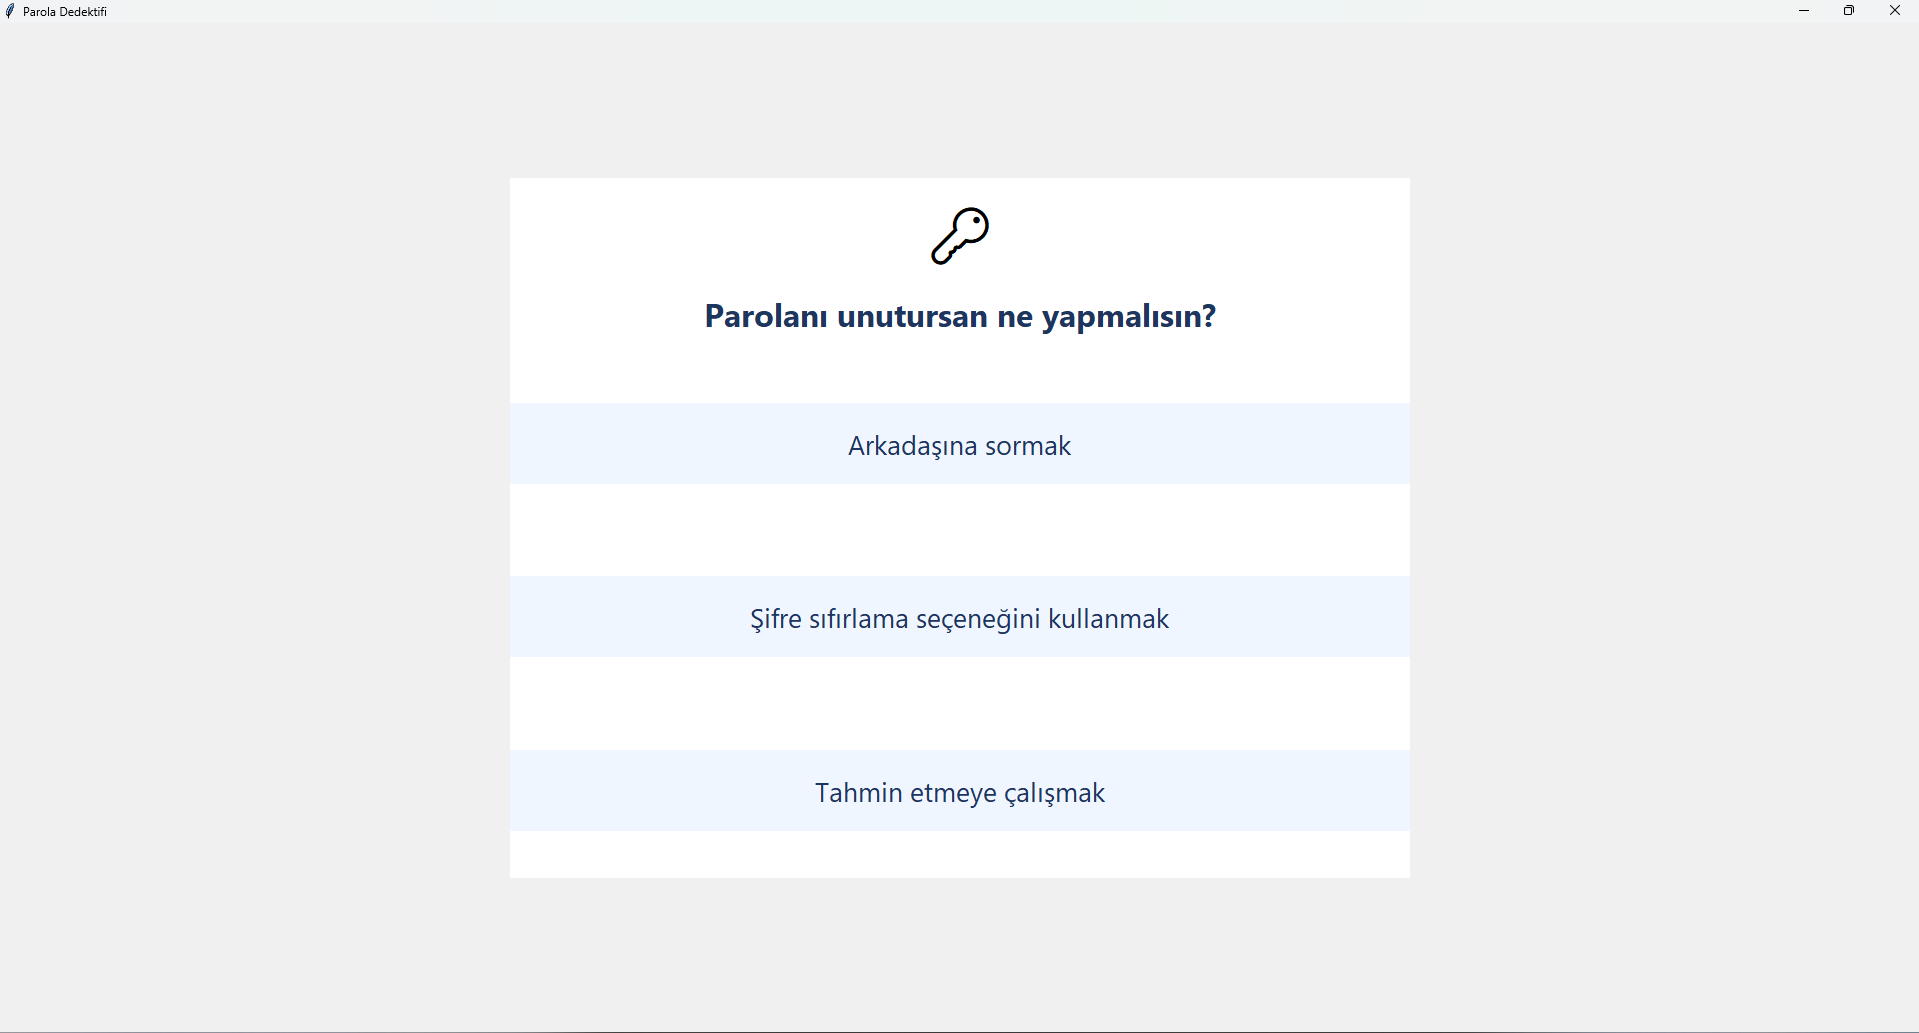 Parola Dedektifi
Parolanı unutursan ne yapmalısın?
Arkadaşına sormak
Şifre sıfırlama seçeneğini kullanmak
Tahmin etmeye çalışmak